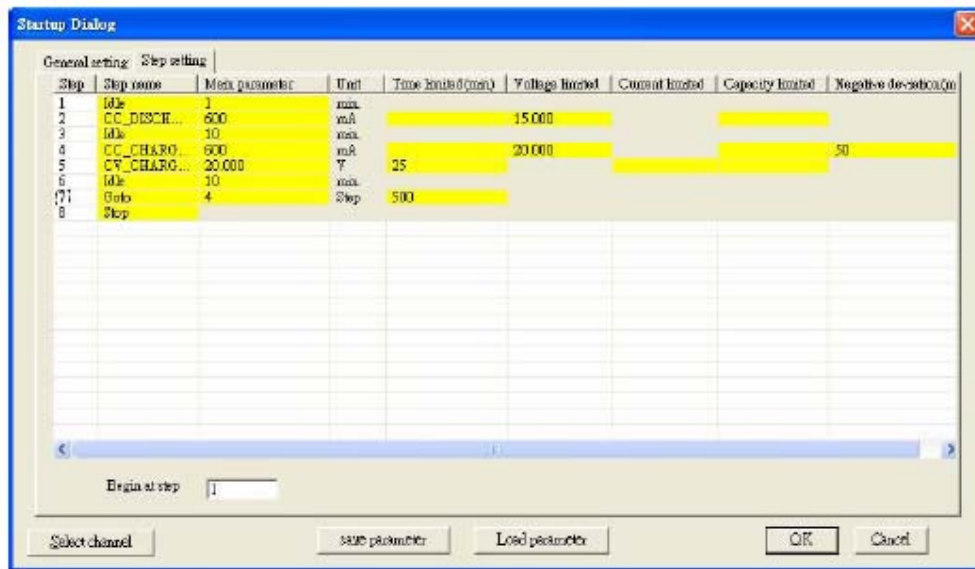 Startup Dialog
General setting Step setting
Step Step name Main parameter Unit Time limited(min) Voltage limited Current limited Capacity limited Negative deviation(m
1 Idle 1 min.
2 CC_DISCH... 600 mA 15.000
3 Idle 10 min.
4 CC_CHARG... 600 mA 20.000 50
5 CV_CHARG... 20.000 V 25
6 Idle 10 min.
(7) Goto 4 Step 500
8 Stop
Begin at step 1
Select channel save parameter Load parameter OK Cancel